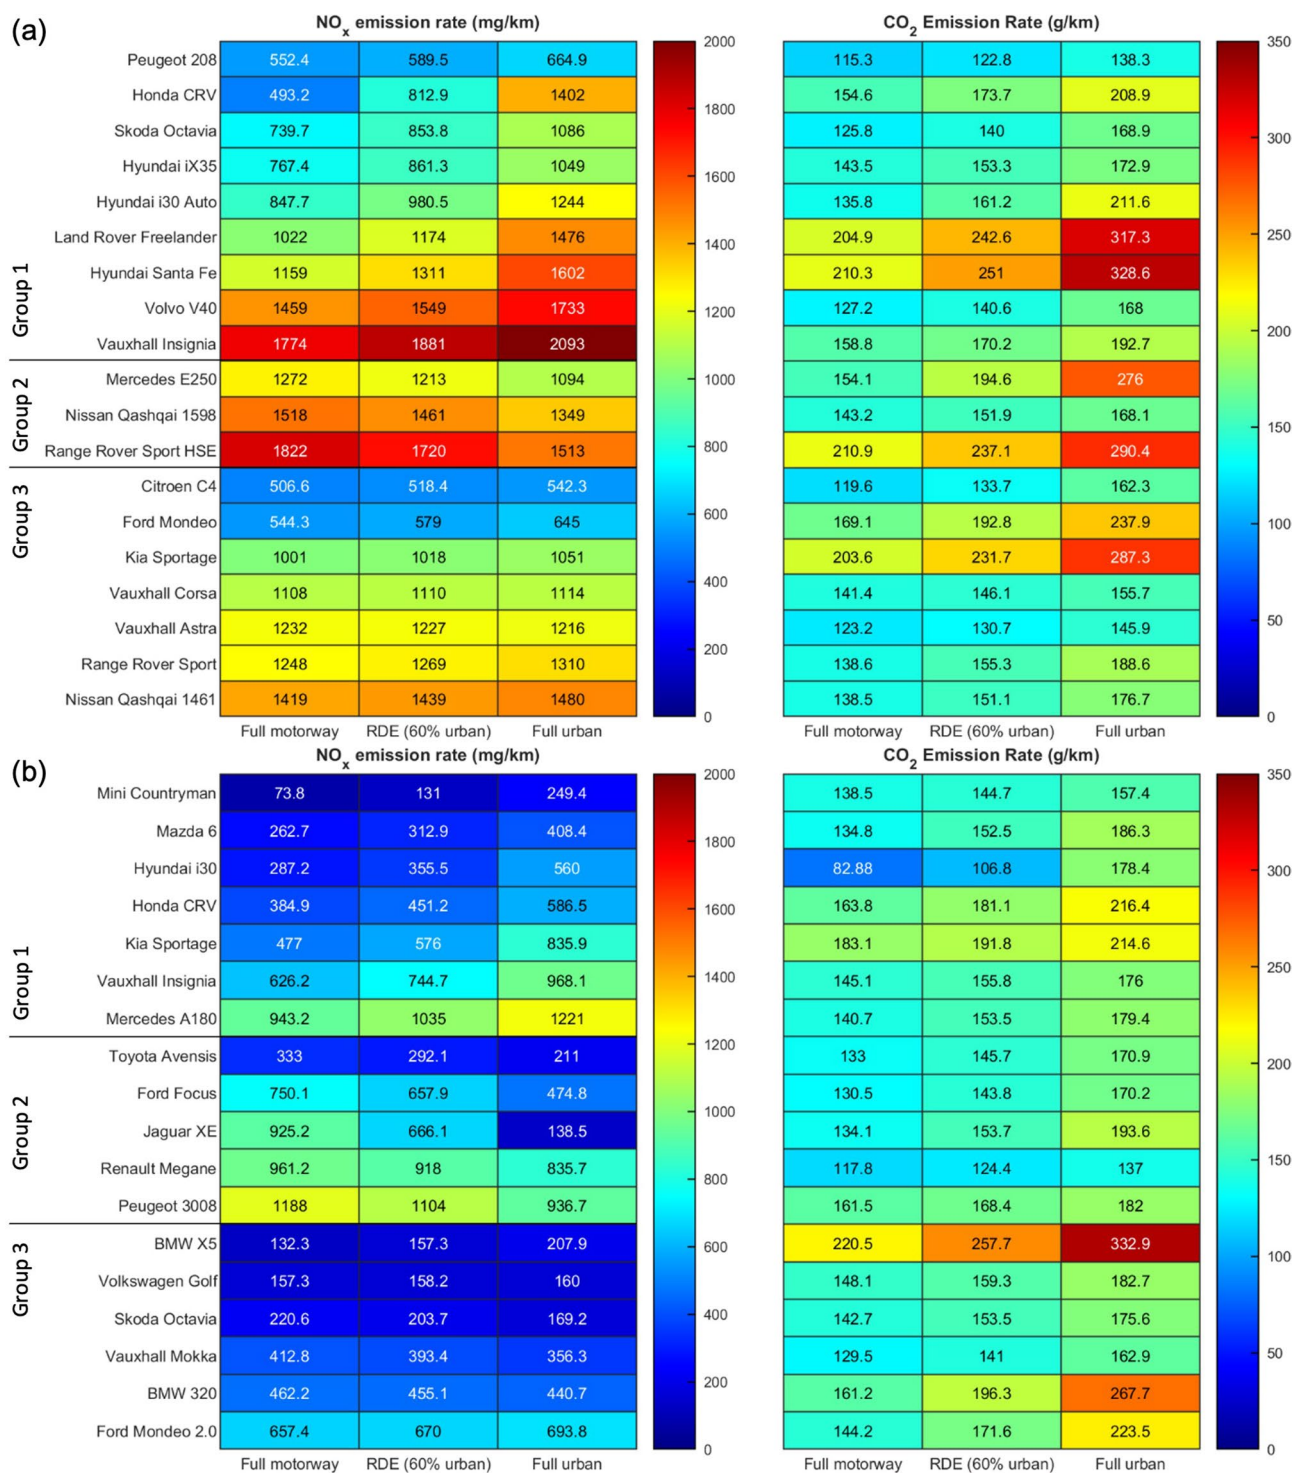 (a)
NOx emission rate (mg/km)
CO2 Emission Rate (g/km)
Peugeot 208 552.4 589.5 664.9 115.3 122.8 138.3
Honda CRV 493.2 812.9 1402 154.6 173.7 208.9
Skoda Octavia 739.7 853.8 1086 125.8 140 168.9
Hyundai iX35 767.4 861.3 1049 143.5 153.3 172.9
Hyundai i30 Auto 847.7 980.5 1244 135.8 161.2 211.6
Land Rover Freelander 1022 1174 1476 204.9 242.6 317.3
Hyundai Santa Fe 1159 1311 1602 210.3 251 328.6
Volvo V40 1459 1549 1733 127.2 140.6 168
Vauxhall Insignia 1774 1881 2093 158.8 170.2 192.7
Group 1
Mercedes E250 1272 1213 1094 154.1 194.6 276
Nissan Qashqai 1598 1518 1461 1349 143.2 151.9 168.1
Range Rover Sport HSE 1822 1720 1513 210.9 237.1 290.4
Group 2
Citroen C4 506.6 518.4 542.3 119.6 133.7 162.3
Ford Mondeo 544.3 579 645 169.1 192.8 237.9
Kia Sportage 1001 1018 1051 203.6 231.7 287.3
Vauxhall Corsa 1108 1110 1114 141.4 146.1 155.7
Vauxhall Astra 1232 1227 1216 123.2 130.7 145.9
Range Rover Sport 1248 1269 1310 138.6 155.3 188.6
Nissan Qashqai 1461 1419 1439 1480 138.5 151.1 176.7
Group 3
2000
1800
1600
1400
1200
1000
800
600
400
200
0
350
300
250
200
150
100
50
0
Full motorway RDE (60% urban) Full urban
Full motorway RDE (60% urban) Full urban
(b)
NOx emission rate (mg/km)
CO2 Emission Rate (g/km)
Mini Countryman 73.8 131 249.4 138.5 144.7 157.4
Mazda 6 262.7 312.9 408.4 134.8 152.5 186.3
Hyundai i30 287.2 355.5 560 82.88 106.8 178.4
Honda CRV 384.9 451.2 586.5 163.8 181.1 216.4
Kia Sportage 477 576 835.9 183.1 191.8 214.6
Vauxhall Insignia 626.2 744.7 968.1 145.1 155.8 176
Mercedes A180 943.2 1035 1221 140.7 153.5 179.4
Group 1
Toyota Avensis 333 292.1 211 133 145.7 170.9
Ford Focus 750.1 657.9 474.8 130.5 143.8 170.2
Jaguar XE 925.2 666.1 138.5 134.1 153.7 193.6
Renault Megane 961.2 918 835.7 117.8 124.4 137
Peugeot 3008 1188 1104 936.7 161.5 168.4 182
Group 2
BMW X5 132.3 157.3 207.9 220.5 257.7 332.9
Volkswagen Golf 157.3 158.2 160 148.1 159.3 182.7
Skoda Octavia 220.6 203.7 169.2 142.7 153.5 175.6
Vauxhall Mokka 412.8 393.4 356.3 129.5 141 162.9
BMW 320 462.2 455.1 440.7 161.2 196.3 267.7
Ford Mondeo 2.0 657.4 670 693.8 144.2 171.6 223.5
Group 3
2000
1800
1600
1400
1200
1000
800
600
400
200
0
350
300
250
200
150
100
50
0
Full motorway RDE (60% urban) Full urban
Full motorway RDE (60% urban) Full urban